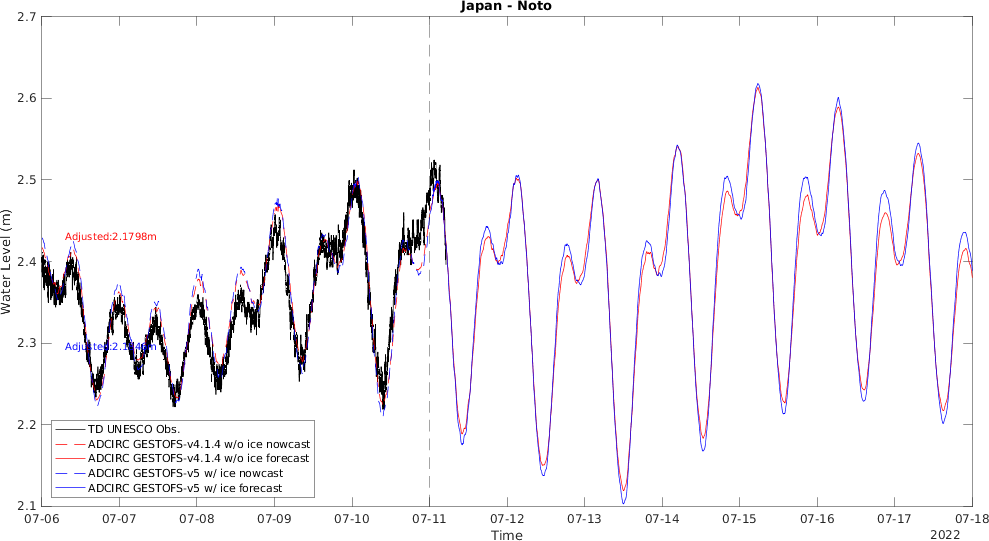 Japan - Noto
Water Level (m)
2.7
2.6
2.5
2.4
2.3
2.2
2.1
Adjusted:2.1798m
TD UNESCO Obs.
ADCIRC GESTOFS-v4.1.4 w/o ice nowcast
ADCIRC GESTOFS-v4.1.4 w/o ice forecast
ADCIRC GESTOFS-v5 w/ ice nowcast
ADCIRC GESTOFS-v5 w/ ice forecast
07-06 07-07 07-08 07-09 07-10 07-11 07-12 07-13 07-14 07-15 07-16 07-17 07-18
Time
2022